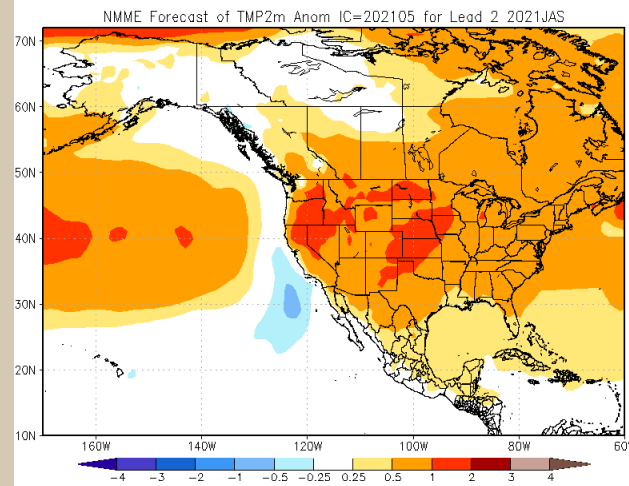 NMME Forecast of TMP2m Anom IC=202105 for Lead 2 2021JAS
70N
60N
50N
40N
30N
20N
10N
160W 140W 120W 100W 80W 60W
-4 -3 -2 -1 -0.5 -0.25 0.25 0.5 1 2 3 4